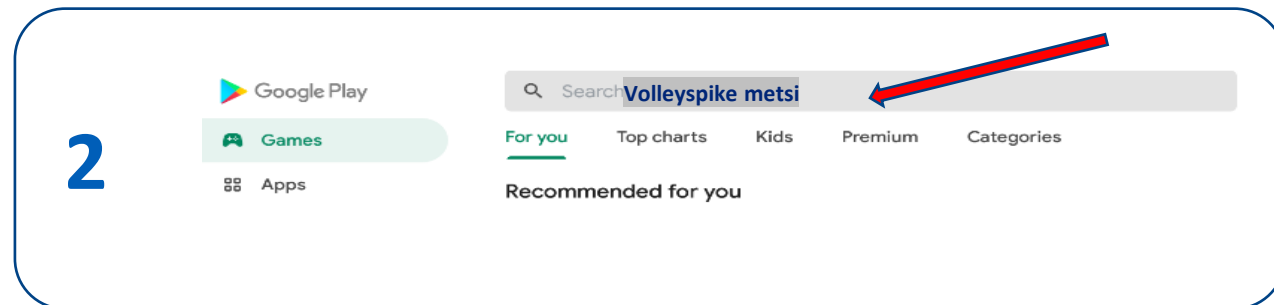 2
Google Play
Search Volleyspike metsi
Games
For you Top charts Kids Premium Categories
Apps
Recommended for you